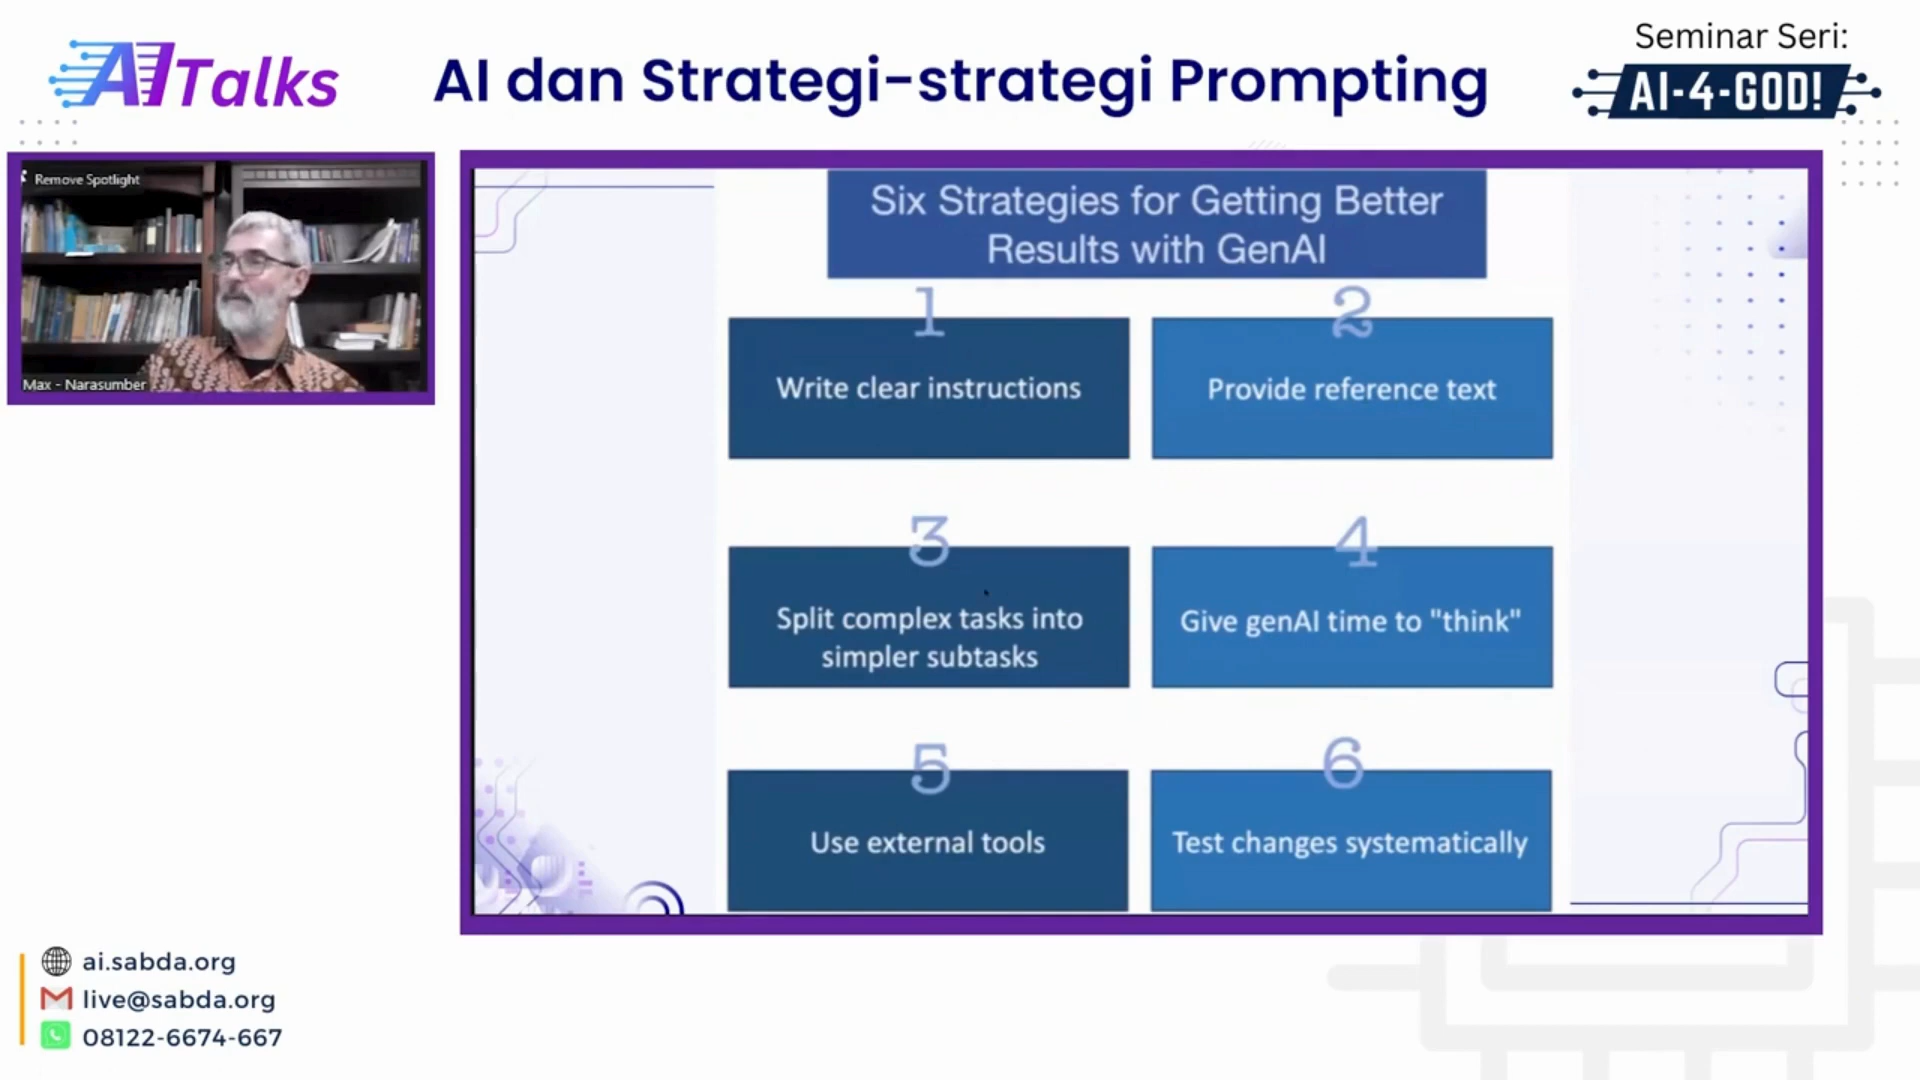 AI Talks
AI dan Strategi-strategi Prompting
Seminar Seri:
AI-4-GOD!
Remove Spotlight
Max - Narasumber
Six Strategies for Getting Better
Results with GenAI
1
Write clear instructions
2
Provide reference text
3
Split complex tasks into
simpler subtasks
4
Give genAI time to "think"
5
Use external tools
6
Test changes systematically
ai.sabda.org
live@sabda.org
08122-6674-667